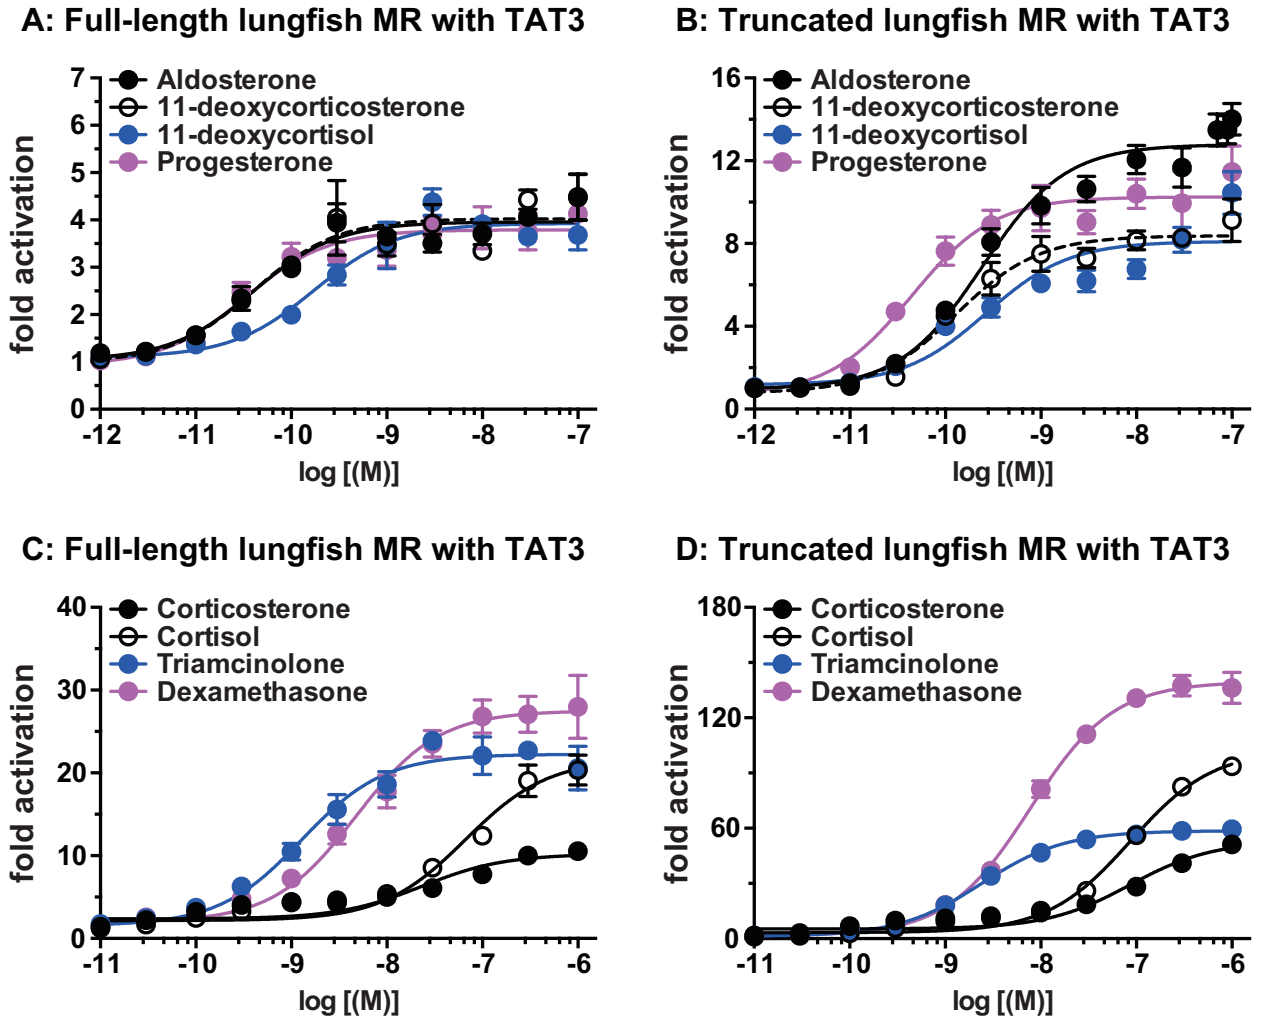 A: Full-length lungfish MR with TAT3
7
6
5
4
3
2
1
0
fold activation
Aldosterone
11-deoxycorticosterone
11-deoxycortisol
Progesterone
-12 -11 -10 -9 -8 -7
log [(M)]
B: Truncated lungfish MR with TAT3
16
12
8
4
0
fold activation
Aldosterone
11-deoxycorticosterone
11-deoxycortisol
Progesterone
-12 -11 -10 -9 -8 -7
log [(M)]
C: Full-length lungfish MR with TAT3
40
30
20
10
0
fold activation
Corticosterone
Cortisol
Triamcinolone
Dexamethasone
-11 -10 -9 -8 -7 -6
log [(M)]
D: Truncated lungfish MR with TAT3
180
120
60
0
fold activation
Corticosterone
Cortisol
Triamcinolone
Dexamethasone
-11 -10 -9 -8 -7 -6
log [(M)]